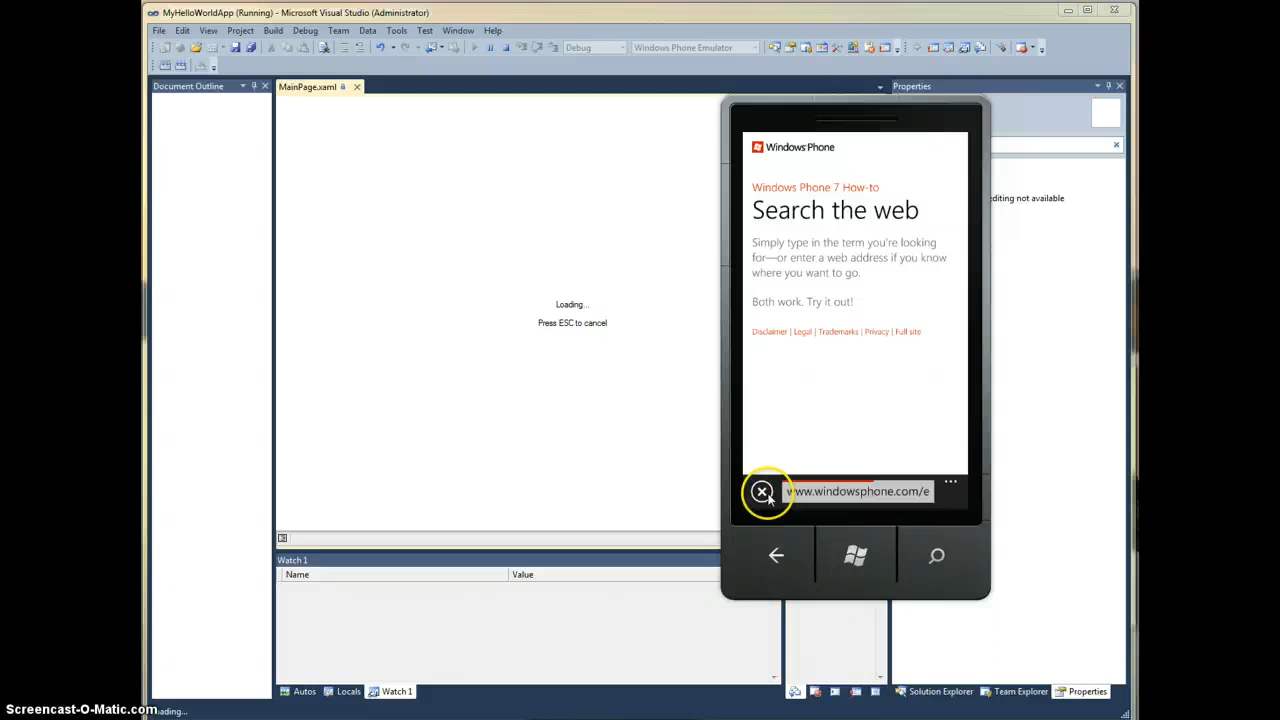 MyHelloWorldApp (Running) - Microsoft Visual Studio (Administrator)
File Edit View Project Build Debug Team Data Tools Test Window Help
Debug Windows Phone Emulator
Document Outline
MainPage.xaml
Properties
Windows Phone
Windows Phone 7 How-to
Search the web
Simply type in the term you're looking
for—or enter a web address if you know
where you want to go.
Both work. Try it out!
Disclaimer | Legal | Trademarks | Privacy | Full site
www.windowsphone.com/e
Loading...
Press ESC to cancel
editing not available
Watch 1
Name Value
Autos Locals Watch 1
Solution Explorer Team Explorer Properties
Screencast-O-Matic.com
Loading...